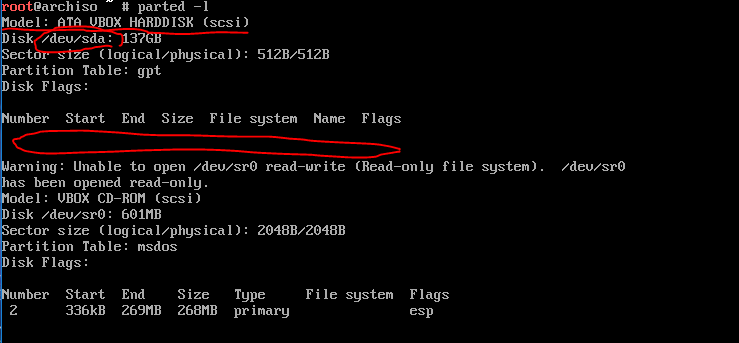 root@archiso ~ # parted -l
Model: ATA VBOX HARDDISK (scsi)
Disk /dev/sda: 137GB
Sector size (logical/physical): 512B/512B
Partition Table: gpt
Disk Flags:
Number  Start  End  Size  File system  Name  Flags
Warning: Unable to open /dev/sr0 read-write (Read-only file system).  /dev/sr0
has been opened read-only.
Model: VBOX CD-ROM (scsi)
Disk /dev/sr0: 601MB
Sector size (logical/physical): 2048B/2048B
Partition Table: msdos
Disk Flags:
Number  Start  End    Size   Type     File system  Flags
 2      336kB  269MB  268MB  primary               esp